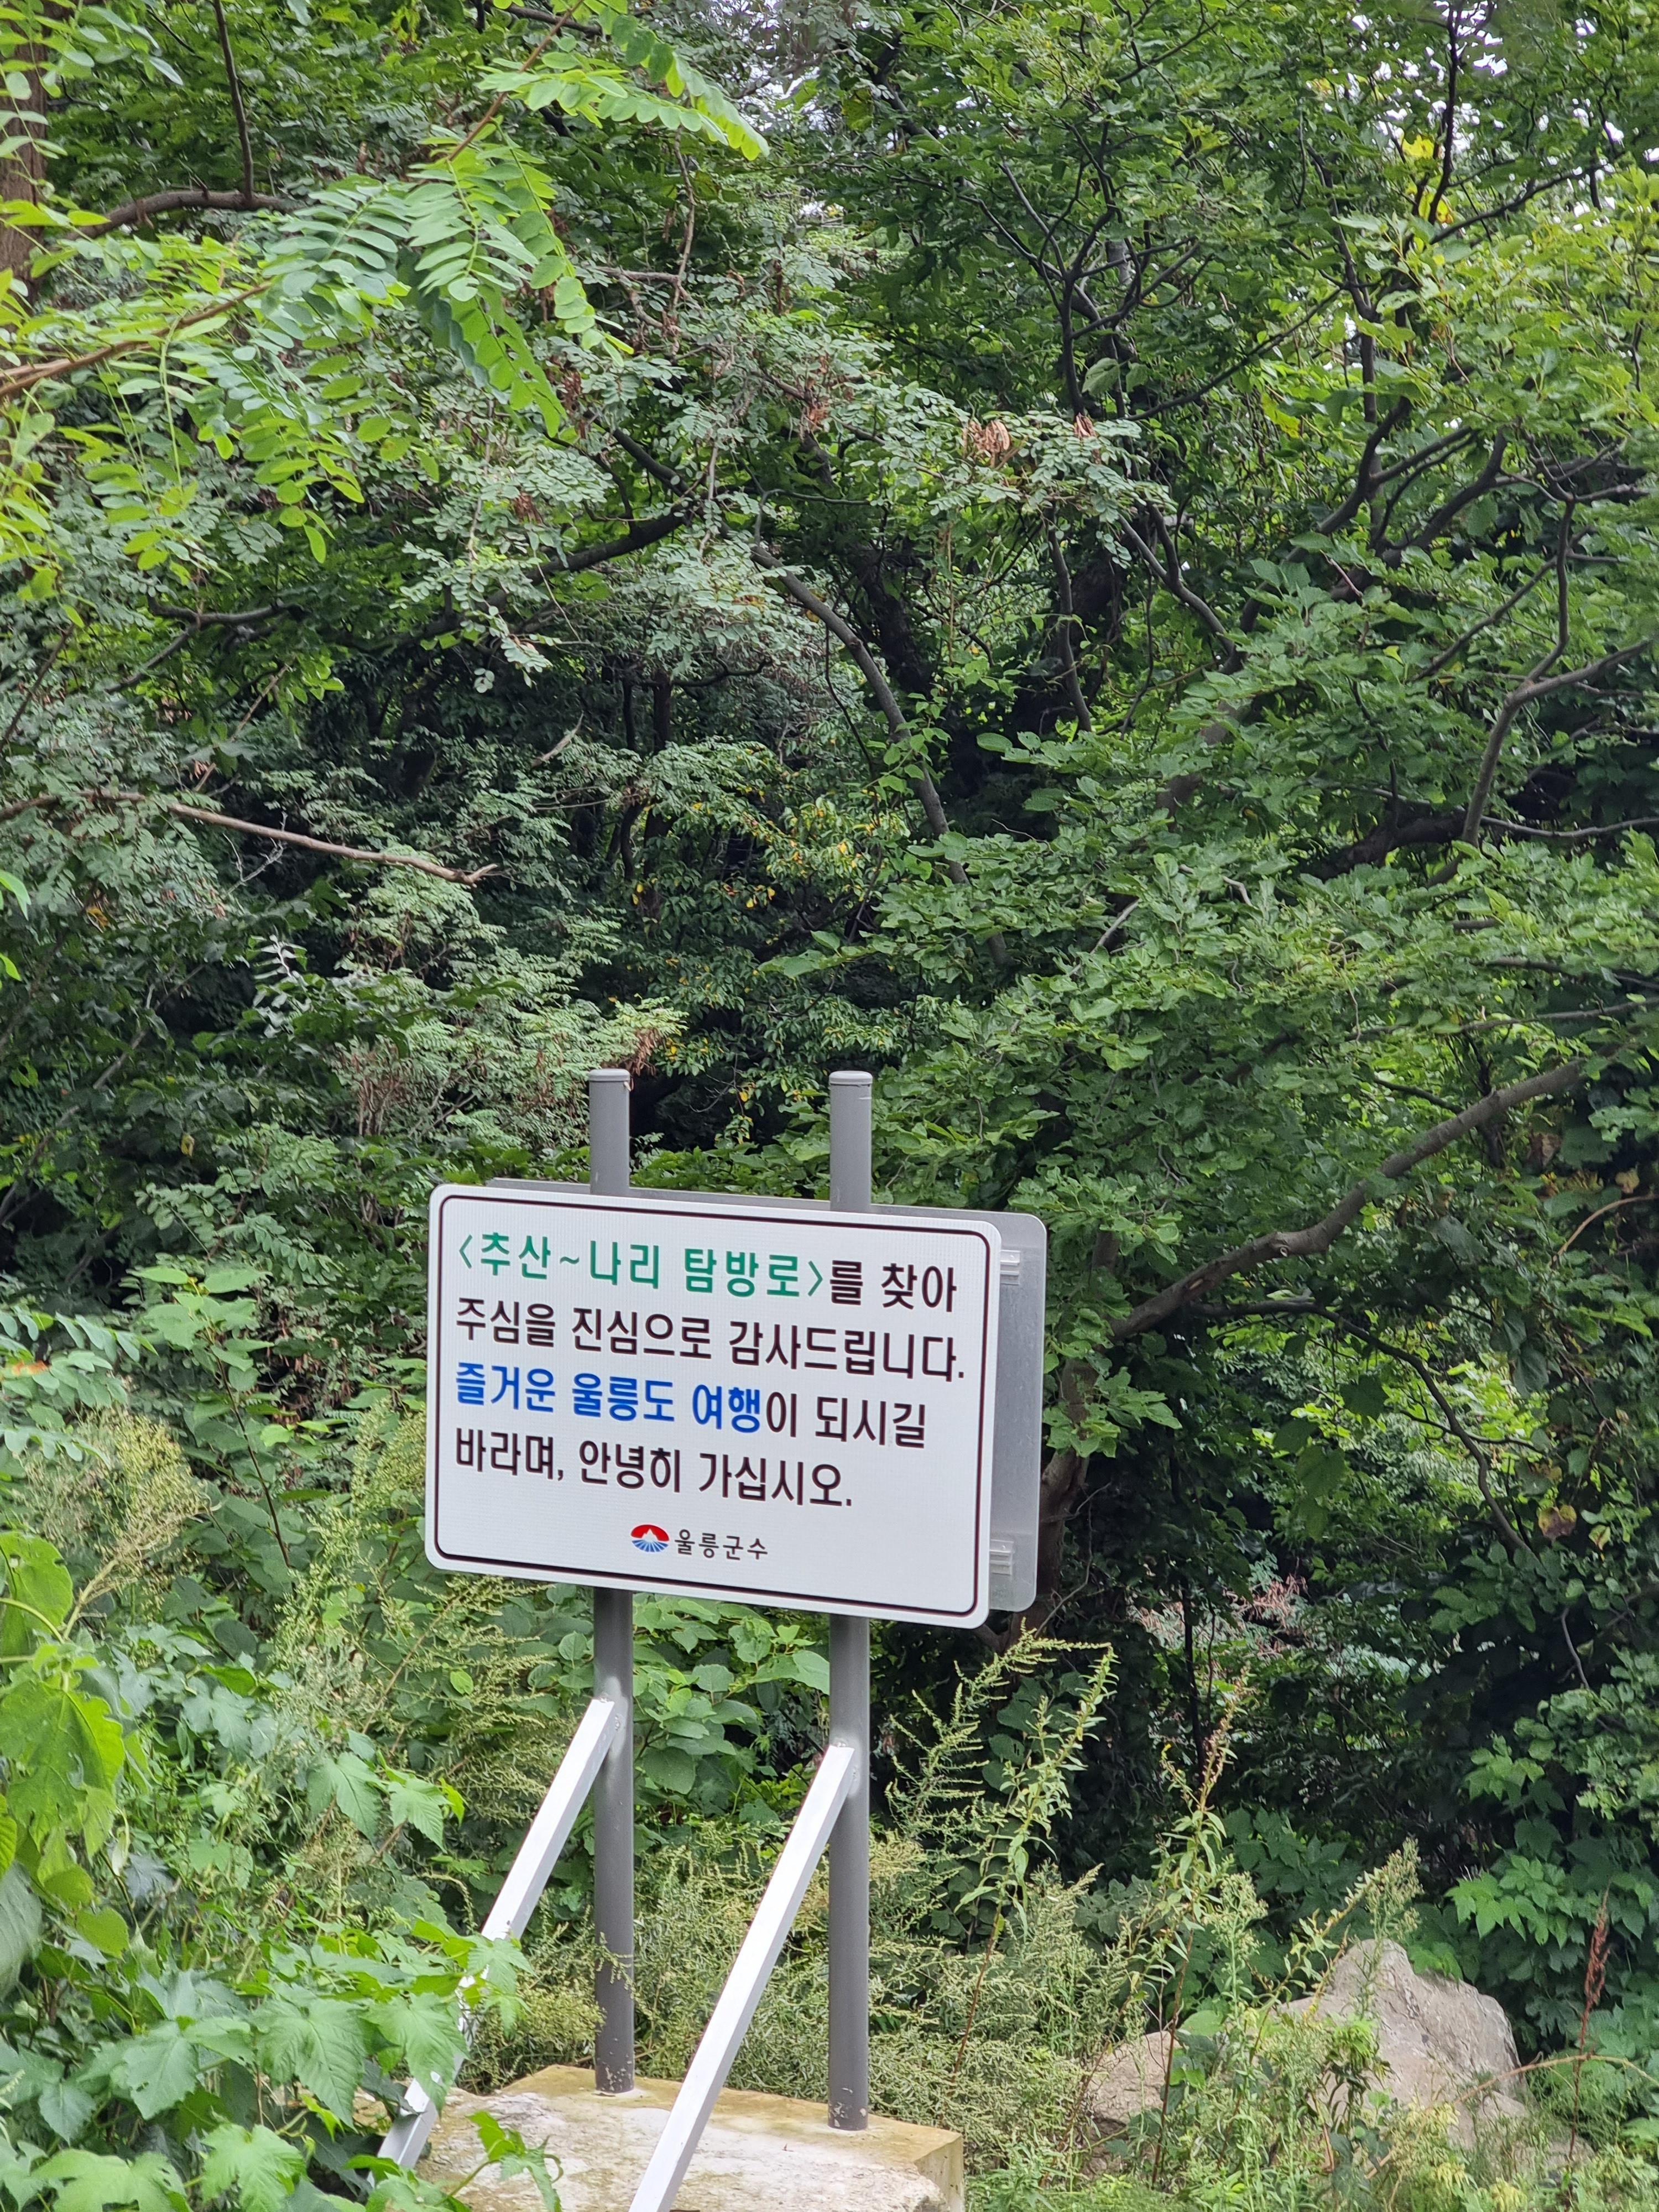 <추산~나리 탐방로>를 찾아
주심을 진심으로 감사드립니다.
즐거운 울릉도 여행이 되시길
바라며, 안녕히 가십시오.
울릉군수